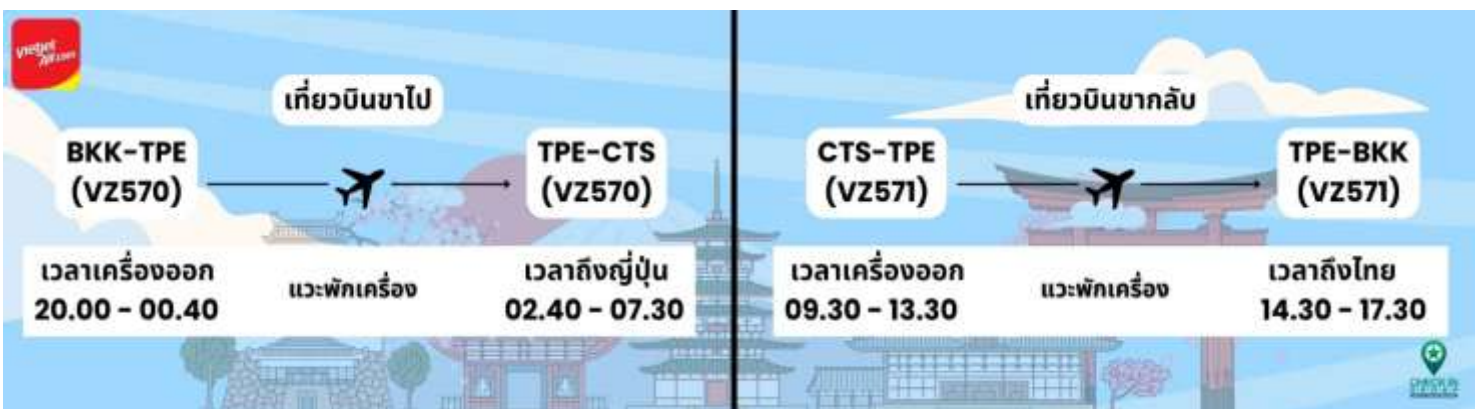 vietjet
Air.com
เที่ยวบินขาไป
BKK-TPE
(VZ570)
TPE-CTS
(VZ570)
เวลาเครื่องออก
20.00 - 00.40
แวะพักเครื่อง
เวลาถึงญี่ปุ่น
02.40 - 07.30
เที่ยวบินขากลับ
CTS-TPE
(VZ571)
TPE-BKK
(VZ571)
เวลาเครื่องออก
09.30 - 13.30
แวะพักเครื่อง
เวลาถึงไทย
14.30 - 17.30